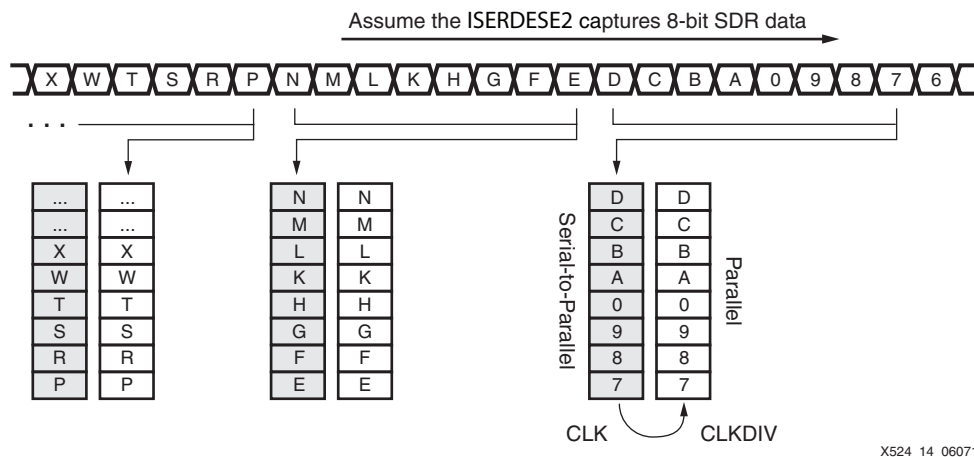 Assume the ISERDESE2 captures 8-bit SDR data
X W T S R P N M L K H G F E D C B A 0 9 8 7 6
. . .
... ... N N D D
... ... M M C C
X X L L B B
W W K K A A
T T H H 0 0
S S G G 9 9
R R F F 8 8
P P E E 7 7
Serial-to-Parallel
Parallel
CLK CLKDIV
X524_14_06071